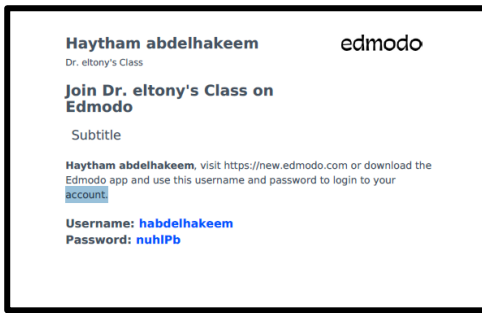 Haytham abdelhakeem
edmodo
Dr. eltony's Class
Join Dr. eltony's Class on
Edmodo
Subtitle
Haytham abdelhakeem, visit https://new.edmodo.com or download the
Edmodo app and use this username and password to login to your
account.
Username: habdelhakeem
Password: nuhlPb